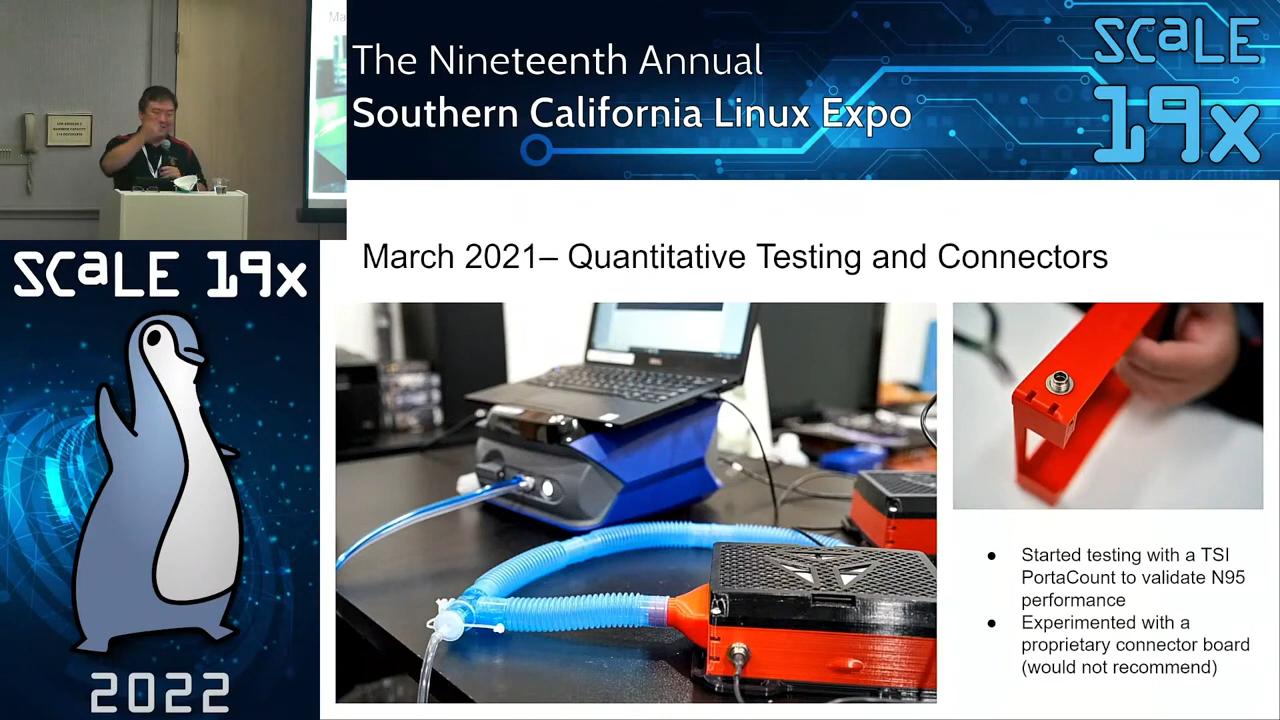 The Nineteenth Annual
Southern California Linux Expo
SCaLE
19x
SCaLE 19x
2022
March 2021– Quantitative Testing and Connectors
● Started testing with a TSI
PortaCount to validate N95
performance
● Experimented with a
proprietary connector board
(would not recommend)